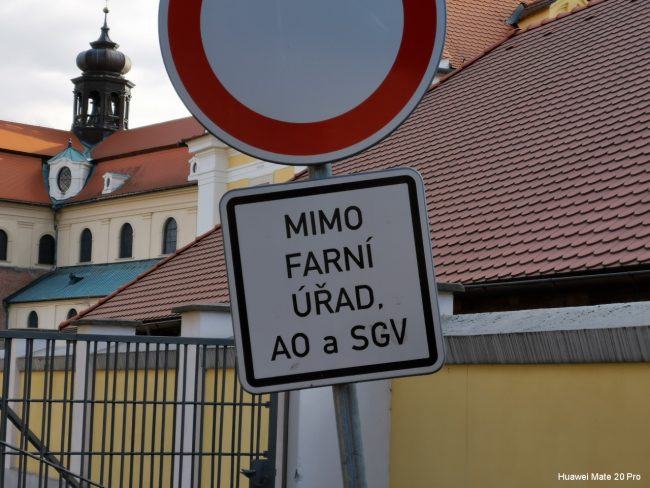 MIMO
FARNÍ
ÚŘAD,
AO a SGV
Huawei Mate 20 Pro